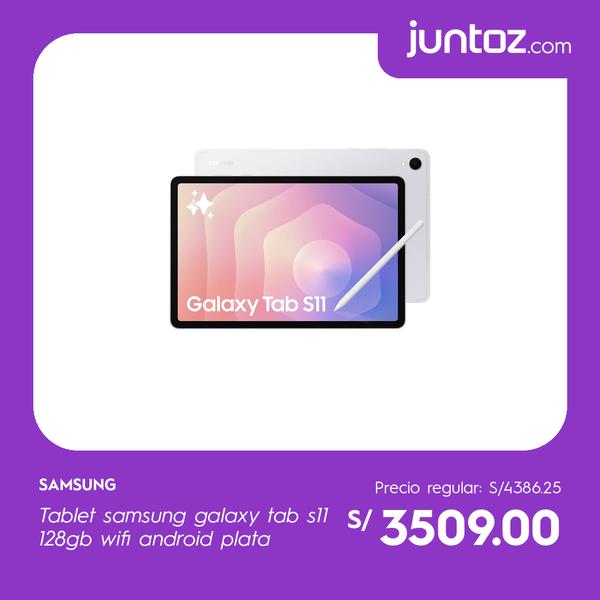 juntoz.com
Galaxy Tab S11
SAMSUNG
Tablet samsung galaxy tab s11
128gb wifi android plata
Precio regular: S/4386.25
S/ 3509.00